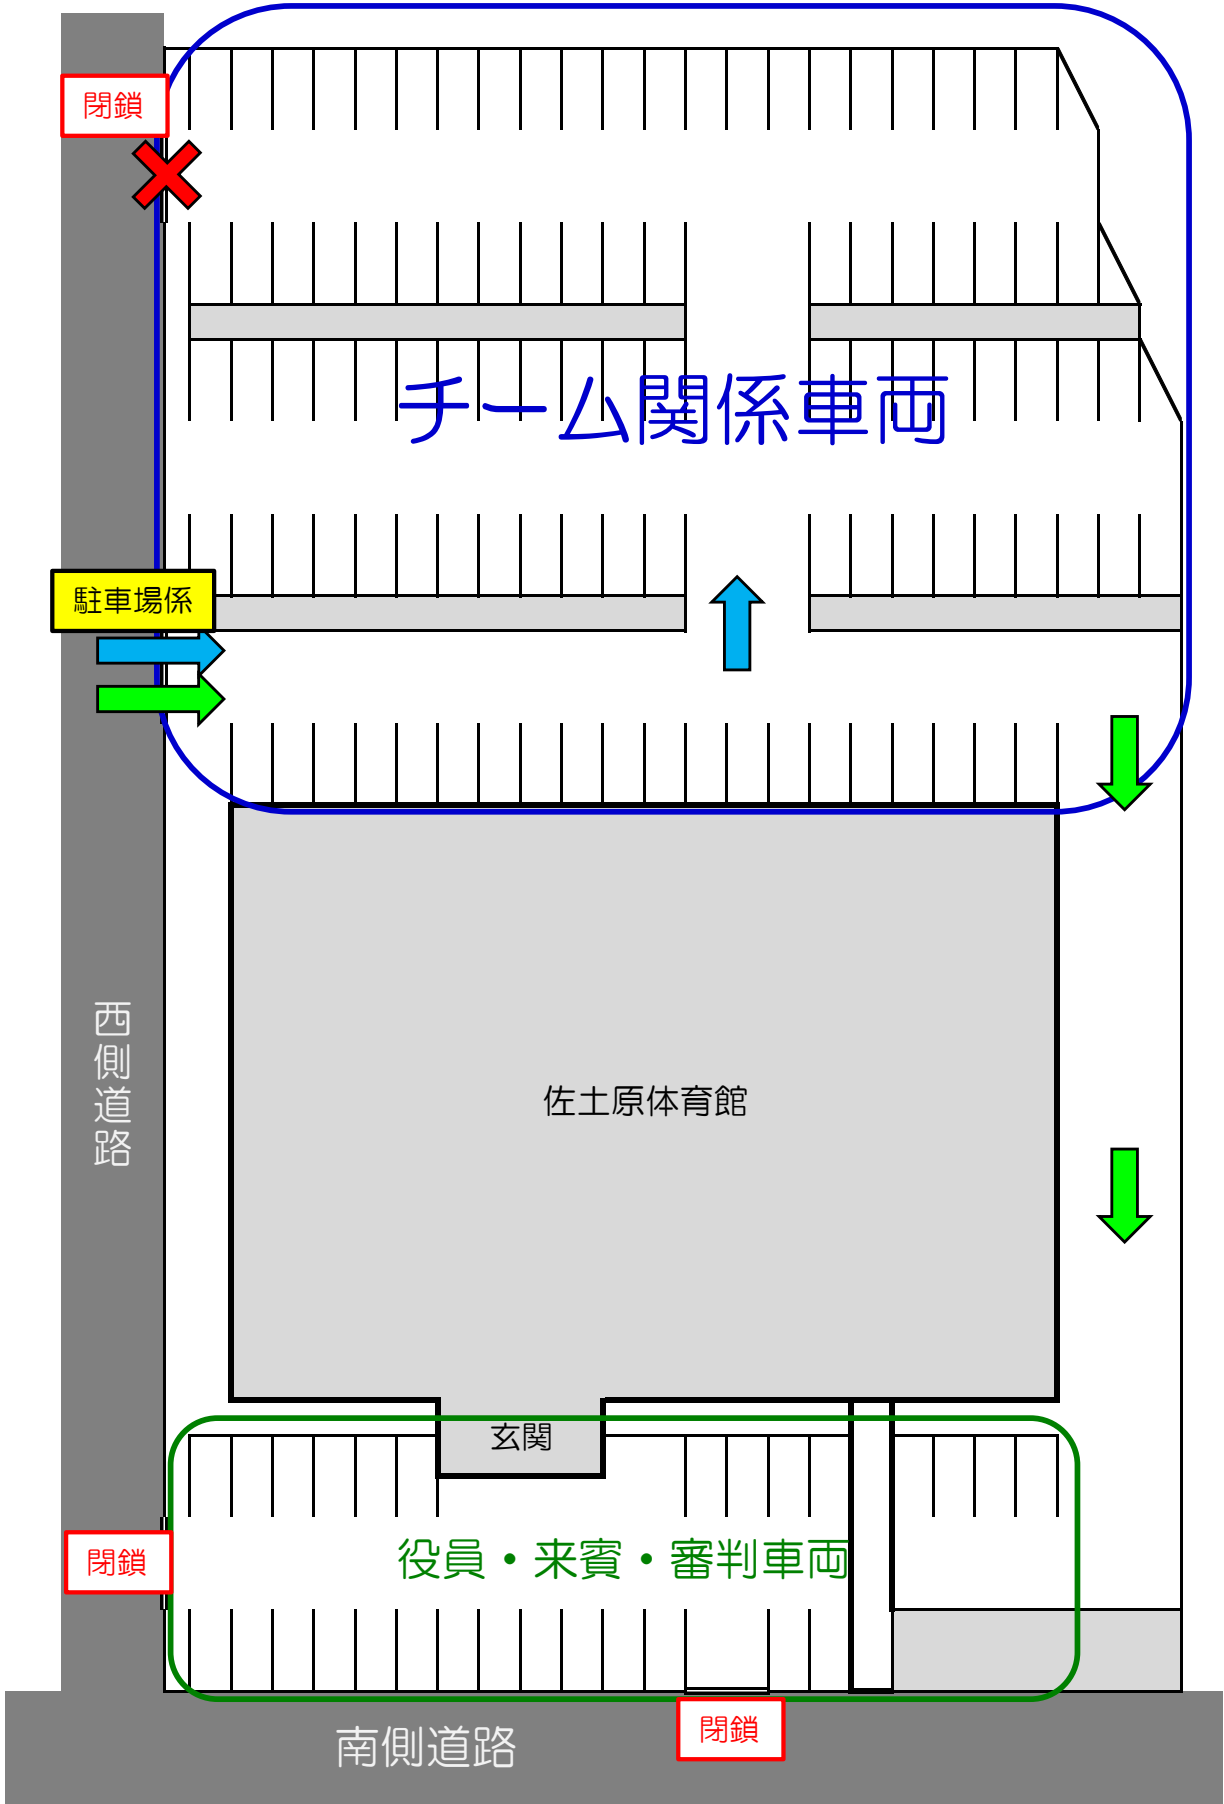 閉鎖
チーム関係車両
駐車場係
西側道路
佐土原体育館
玄関
役員・来賓・審判車両
閉鎖
閉鎖
南側道路